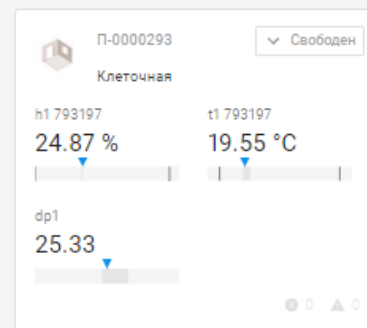 П-0000293
Свободен
Клеточная
h1 793197
t1 793197
24.87 %
19.55 °C
dp1
25.33
0
0